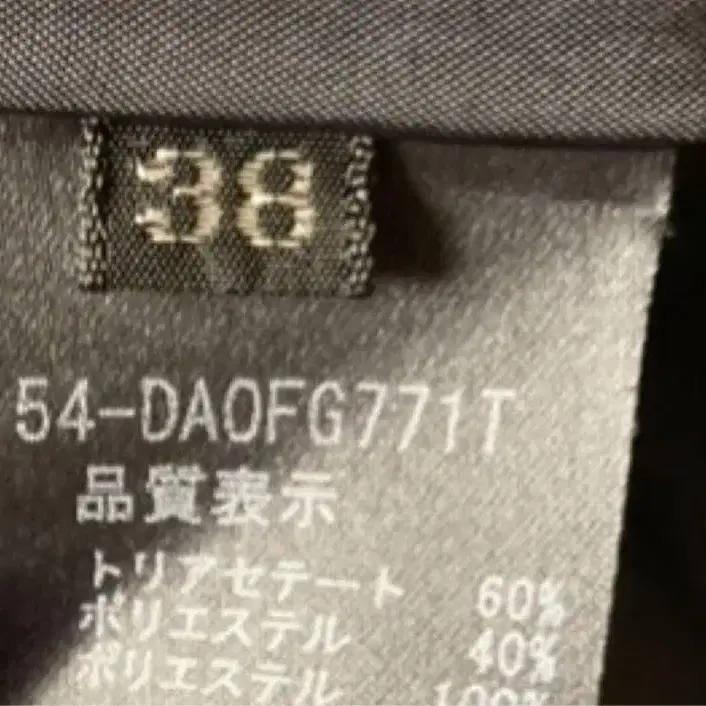 38
54-DA0FG771T
品質表示
トリアセテート 60%
ポリエステル 40%
ポリエステル 100%